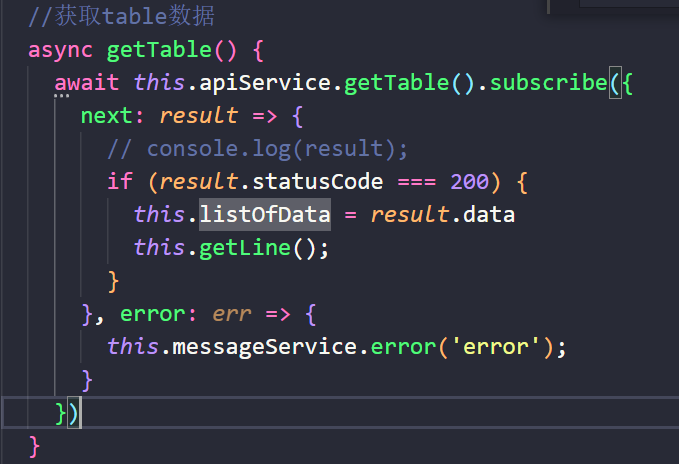 //获取table数据
async getTable() {
await this.apiService.getTable().subscribe({
next: result => {
// console.log(result);
if (result.statusCode === 200) {
this.listOfData = result.data
this.getLine();
}
}, error: err => {
this.messageService.error('error');
}
})
}